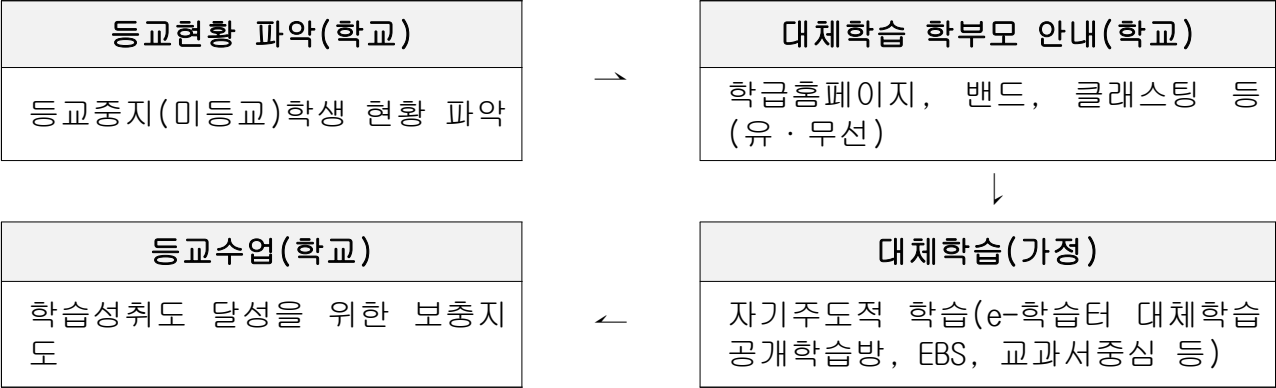 등교현황 파악(학교)
등교중지(미등교)학생 현황 파악
→
대체학습 학부모 안내(학교)
학급홈페이지, 밴드, 클래스팅 등
(유·무선)
↓
대체학습(가정)
자기주도적 학습(e-학습터 대체학습
공개학습방, EBS, 교과서중심 등)
←
등교수업(학교)
학습성취도 달성을 위한 보충지
도